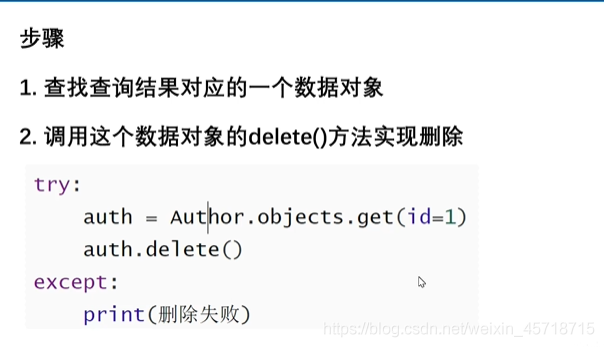 步骤
1. 查找查询结果对应的一个数据对象
2. 调用这个数据对象的delete()方法实现删除
try:
    auth = Author.objects.get(id=1)
    auth.delete()
except:
    print(删除失败)
https://blog.csdn.net/weixin_45718715